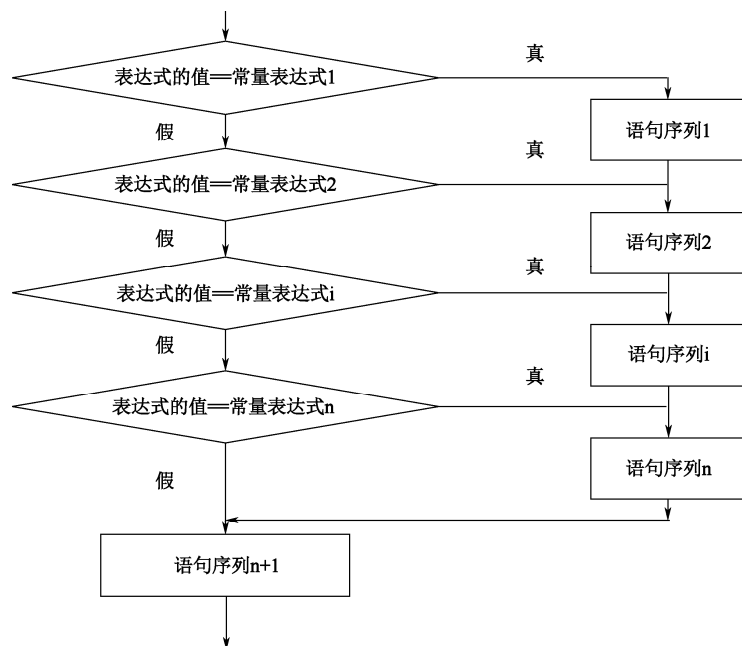 真
表达式的值==常量表达式1
语句序列1
假
真
表达式的值==常量表达式2
语句序列2
假
真
表达式的值==常量表达式i
语句序列i
假
真
表达式的值==常量表达式n
语句序列n
假
语句序列n+1